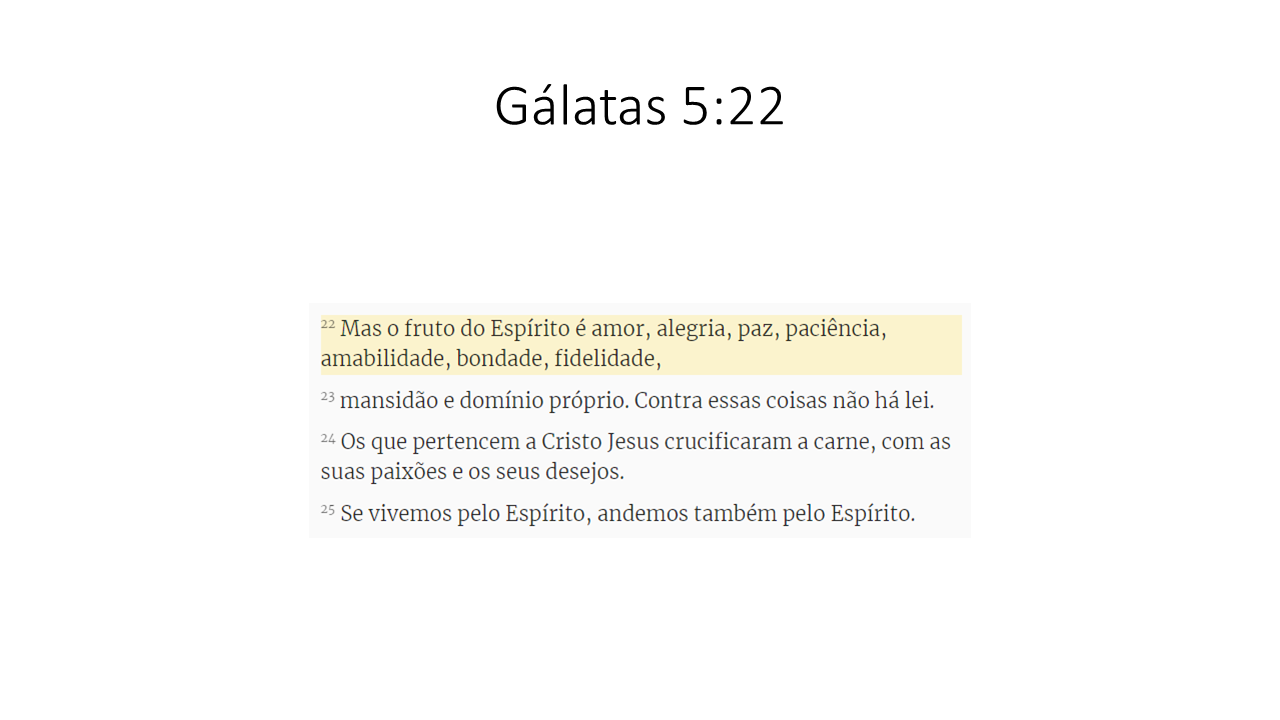 Gálatas 5:22
22 Mas o fruto do Espírito é amor, alegria, paz, paciência,
amabilidade, bondade, fidelidade,
23 mansidão e domínio próprio. Contra essas coisas não há lei.
24 Os que pertencem a Cristo Jesus crucificaram a carne, com as
suas paixões e os seus desejos.
25 Se vivemos pelo Espírito, andemos também pelo Espírito.